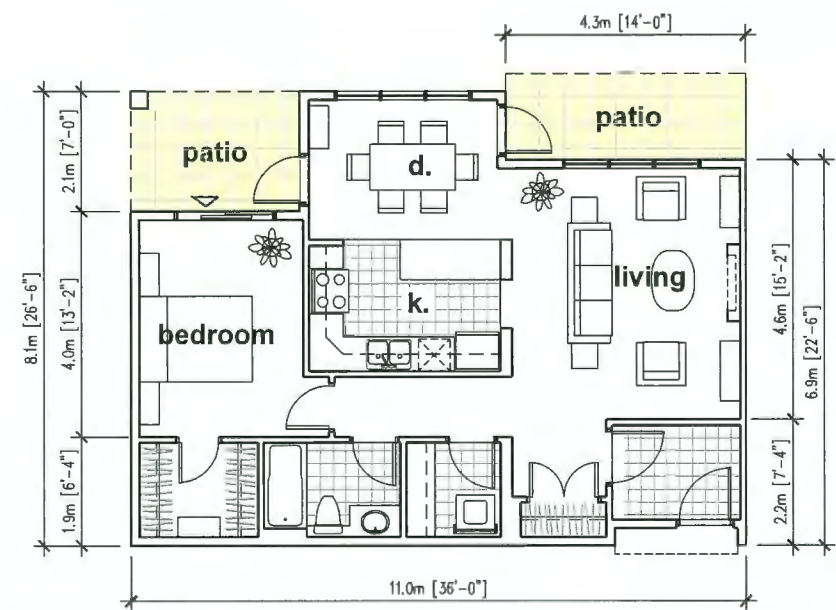 4.3m [14'-0"]
patio
patio
d.
2.1m [7'-0"]
8.1m [26'-6"]
4.0m [13'-2"]
k.
living
bedroom
4.6m [15'-2"]
6.9m [22'-6"]
1.9m [6'-4"]
2.2m [7'-4"]
11.0m [36'-0"]